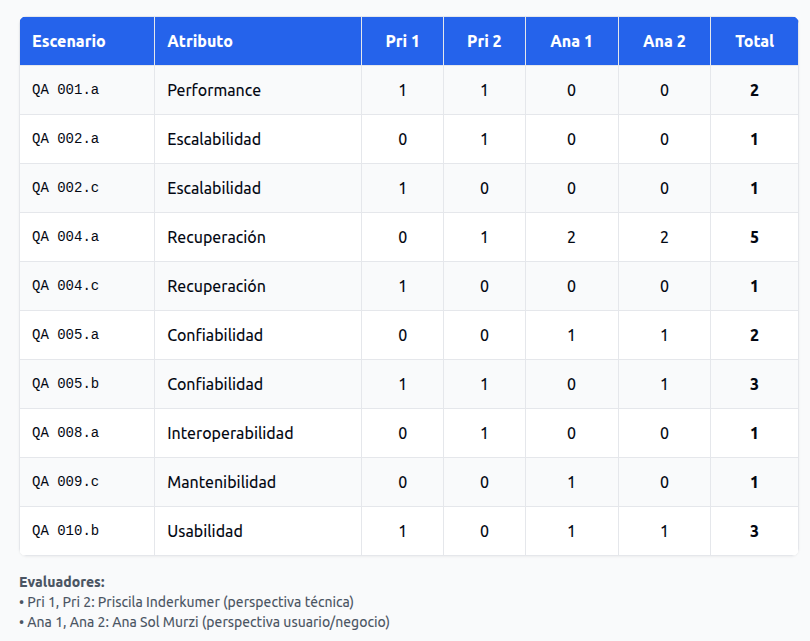 Escenario Atributo Pri 1 Pri 2 Ana 1 Ana 2 Total
QA 001.a Performance 1 1 0 0 2
QA 002.a Escalabilidad 0 1 0 0 1
QA 002.c Escalabilidad 1 0 0 0 1
QA 004.a Recuperación 0 1 2 2 5
QA 004.c Recuperación 1 0 0 0 1
QA 005.a Confiabilidad 0 0 1 1 2
QA 005.b Confiabilidad 1 1 0 1 3
QA 008.a Interoperabilidad 0 1 0 0 1
QA 009.c Mantenibilidad 0 0 1 0 1
QA 010.b Usabilidad 1 0 1 1 3
Evaluadores:
• Pri 1, Pri 2: Priscila Inderkumer (perspectiva técnica)
• Ana 1, Ana 2: Ana Sol Murzi (perspectiva usuario/negocio)